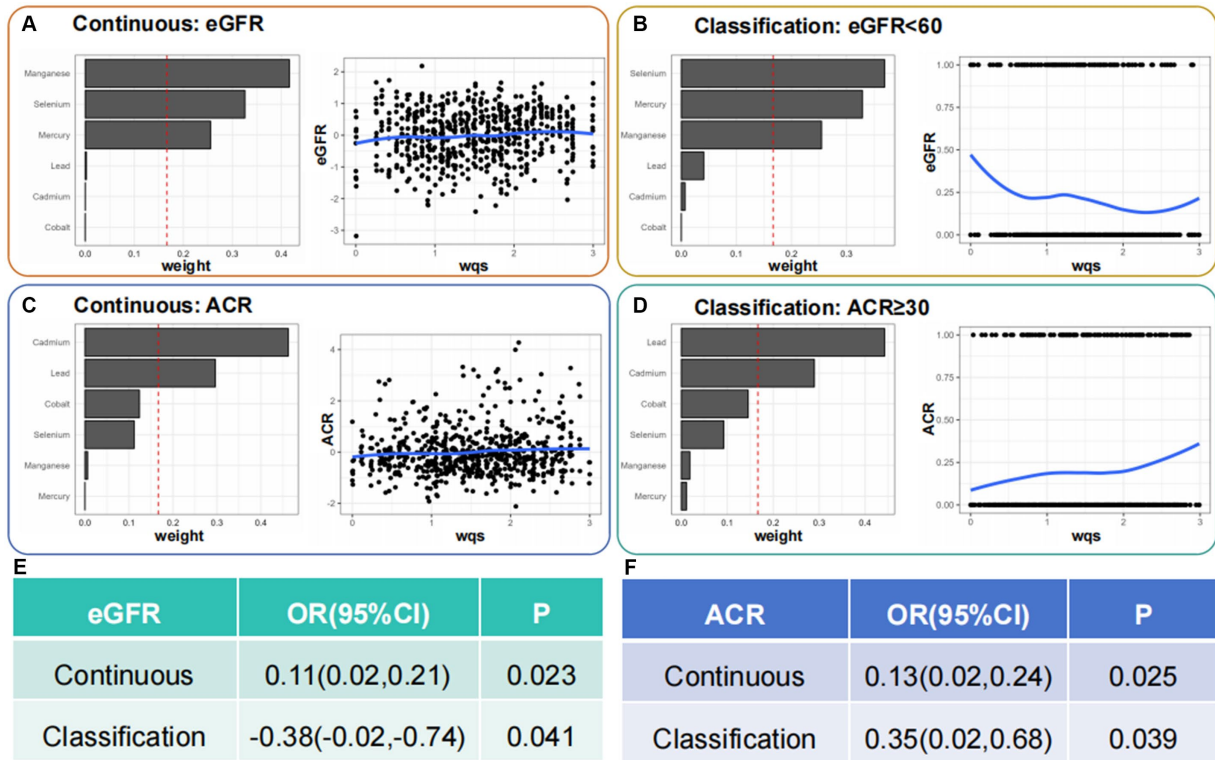 A Continuous: eGFR
Manganese
Selenium
Mercury
Lead
Cadmium
Cobalt
0.0 0.1 0.2 0.3 0.4
weight
eGFR
2
1
0
-1
-2
-3
0 1 2 3
wqs
B Classification: eGFR<60
Selenium
Mercury
Manganese
Lead
Cadmium
Cobalt
0.0 0.1 0.2 0.3
weight
eGFR
1.00
0.75
0.50
0.25
0.00
0 1 2 3
wqs
C Continuous: ACR
Cadmium
Lead
Cobalt
Selenium
Manganese
Mercury
0.0 0.1 0.2 0.3 0.4
weight
ACR
4
2
0
-2
0 1 2 3
wqs
D Classification: ACR≥30
Lead
Cadmium
Cobalt
Selenium
Manganese
Mercury
0.0 0.1 0.2 0.3 0.4
weight
ACR
1.00
0.75
0.50
0.25
0.00
0 1 2 3
wqs
E
eGFR OR(95%CI) P
Continuous 0.11(0.02,0.21) 0.023
Classification -0.38(-0.02,-0.74) 0.041
F
ACR OR(95%CI) P
Continuous 0.13(0.02,0.24) 0.025
Classification 0.35(0.02,0.68) 0.039